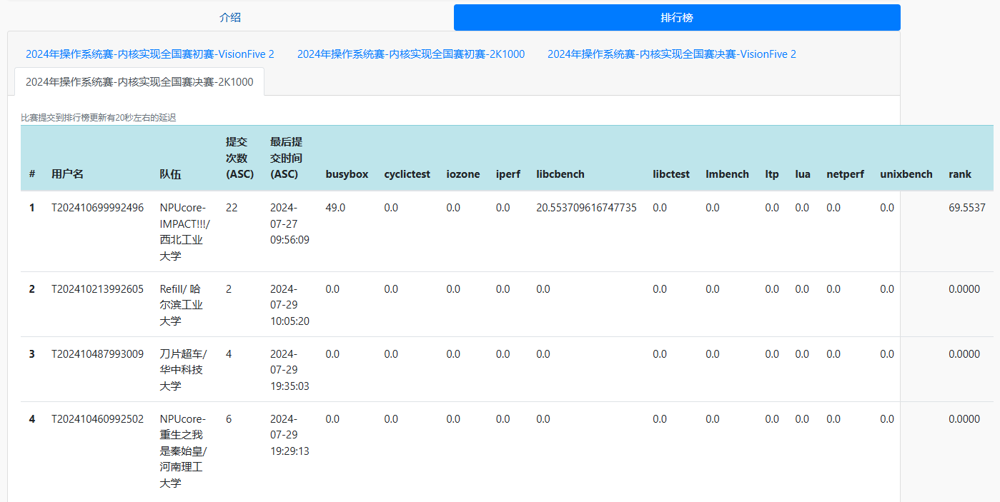 介绍
排行榜
2024年操作系统赛-内核实现全国赛初赛-VisionFive 2
2024年操作系统赛-内核实现全国赛初赛-2K1000
2024年操作系统赛-内核实现全国赛决赛-VisionFive 2
2024年操作系统赛-内核实现全国赛决赛-2K1000
比赛提交到排行榜更新有20秒左右的延迟
# 用户名 队伍 提交次数(ASC) 最后提交时间(ASC) busybox cyclictest iozone iperf libcbench libctest lmbench ltp lua netperf unixbench rank
1 T202410699992496 NPUcore-IMPACT!!!/ 西北工业大学 22 2024-07-27 09:56:09 49.0 0.0 0.0 0.0 20.553709616747735 0.0 0.0 0.0 0.0 0.0 0.0 69.5537
2 T202410213992605 Refill/ 哈尔滨工业大学 2 2024-07-29 10:05:20 0.0 0.0 0.0 0.0 0.0 0.0 0.0 0.0 0.0 0.0 0.0 0.0000
3 T202410487993009 刀片超车/ 华中科技大学 4 2024-07-29 19:35:03 0.0 0.0 0.0 0.0 0.0 0.0 0.0 0.0 0.0 0.0 0.0 0.0000
4 T202410460992502 NPUcore-重生之我是秦始皇/ 河南理工大学 6 2024-07-29 19:29:13 0.0 0.0 0.0 0.0 0.0 0.0 0.0 0.0 0.0 0.0 0.0 0.0000